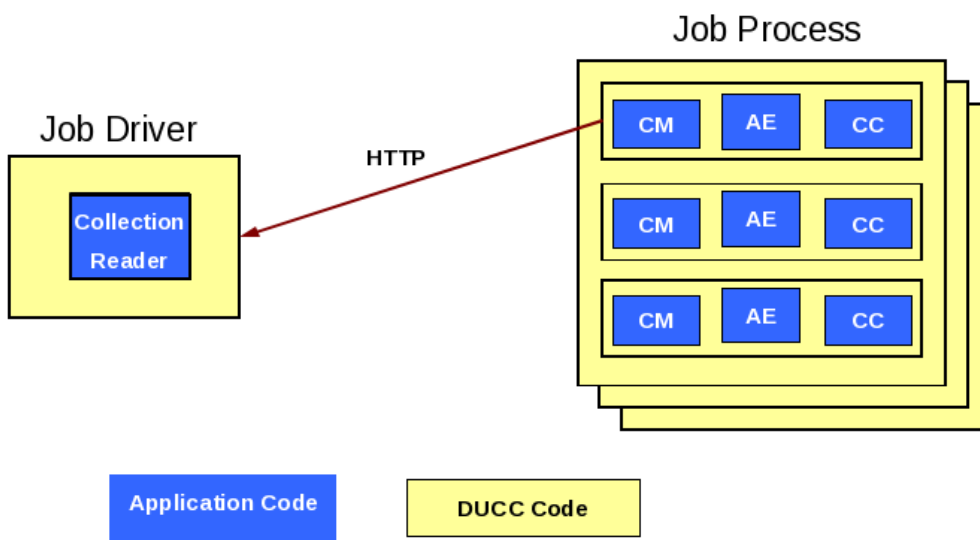 Job Process
Job Driver
HTTP
CM AE CC
Collection
Reader
CM AE CC
CM AE CC
Application Code
DUCC Code